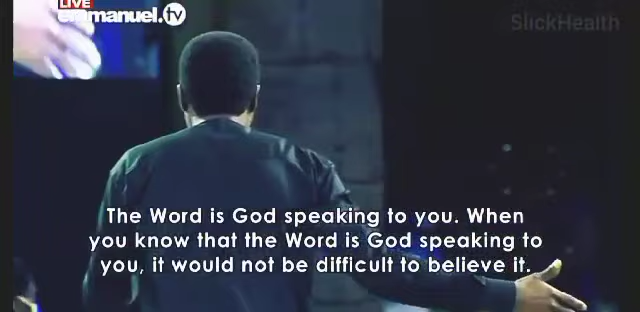 LIVE
emmanuel.tv
SlickHealth
The Word is God speaking to you. When
you know that the Word is God speaking to
you, it would not be difficult to believe it.